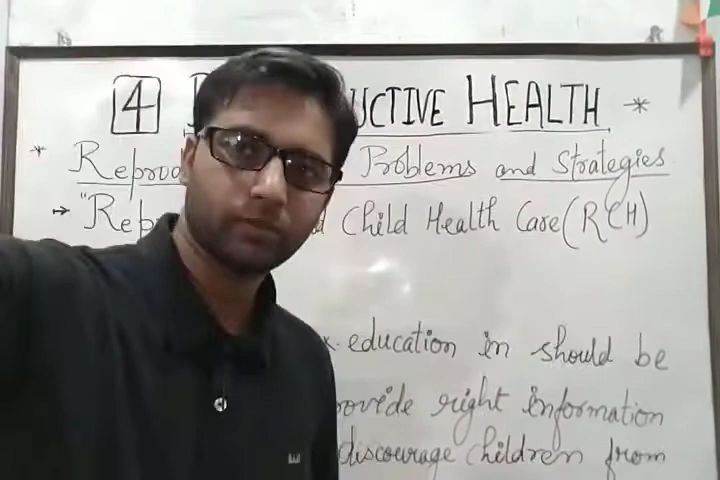 4 UCTIVE HEALTH *
* Reprod Problems and Strategies
→ "Rep d Child Health Care (RCH)
x-education in should be
rovide right information
discourage children from